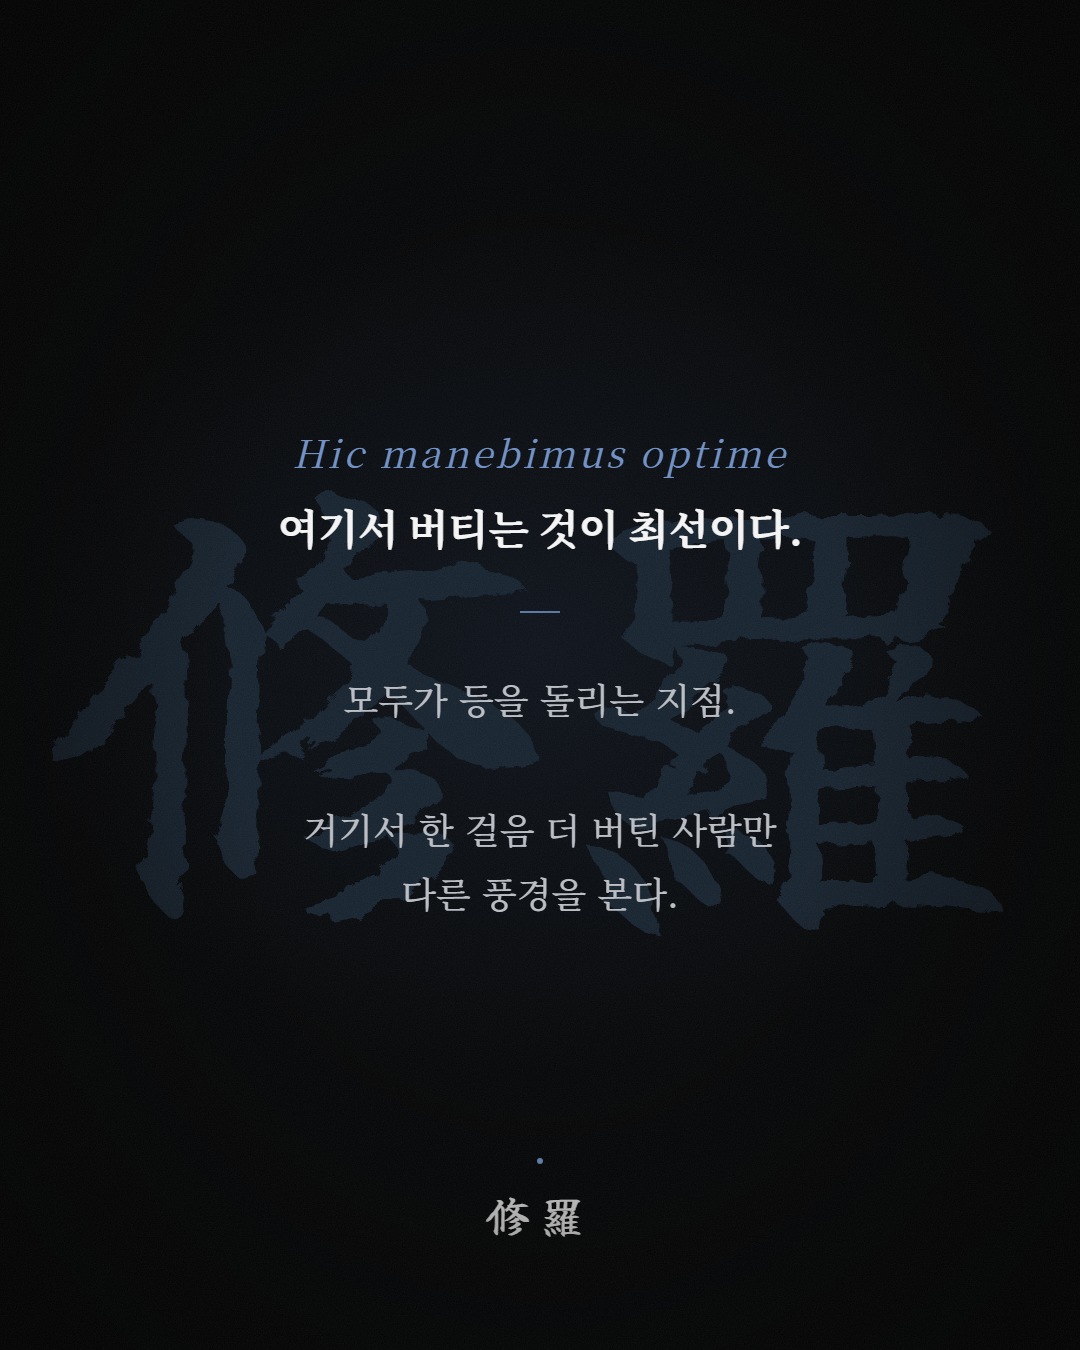 Hic manebimus optime
여기서 버티는 것이 최선이다.
모두가 등을 돌리는 지점.
거기서 한 걸음 더 버틴 사람만
다른 풍경을 본다.
修羅
修羅